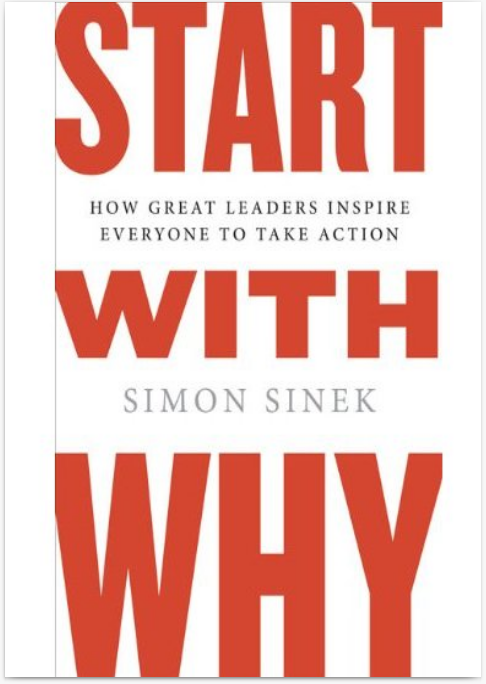 START
HOW GREAT LEADERS INSPIRE
EVERYONE TO TAKE ACTION
WITH
SIMON SINEK
WHY